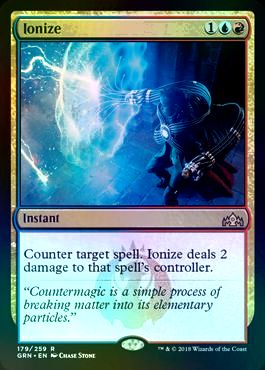 Ionize 1
Instant
Counter target spell. Ionize deals 2
damage to that spell's controller.
"Countermagic is a simple process of
breaking matter into its elementary
particles."
179/259 R
GRN • EN Chase Stone
™ & © 2018 Wizards of the Coast